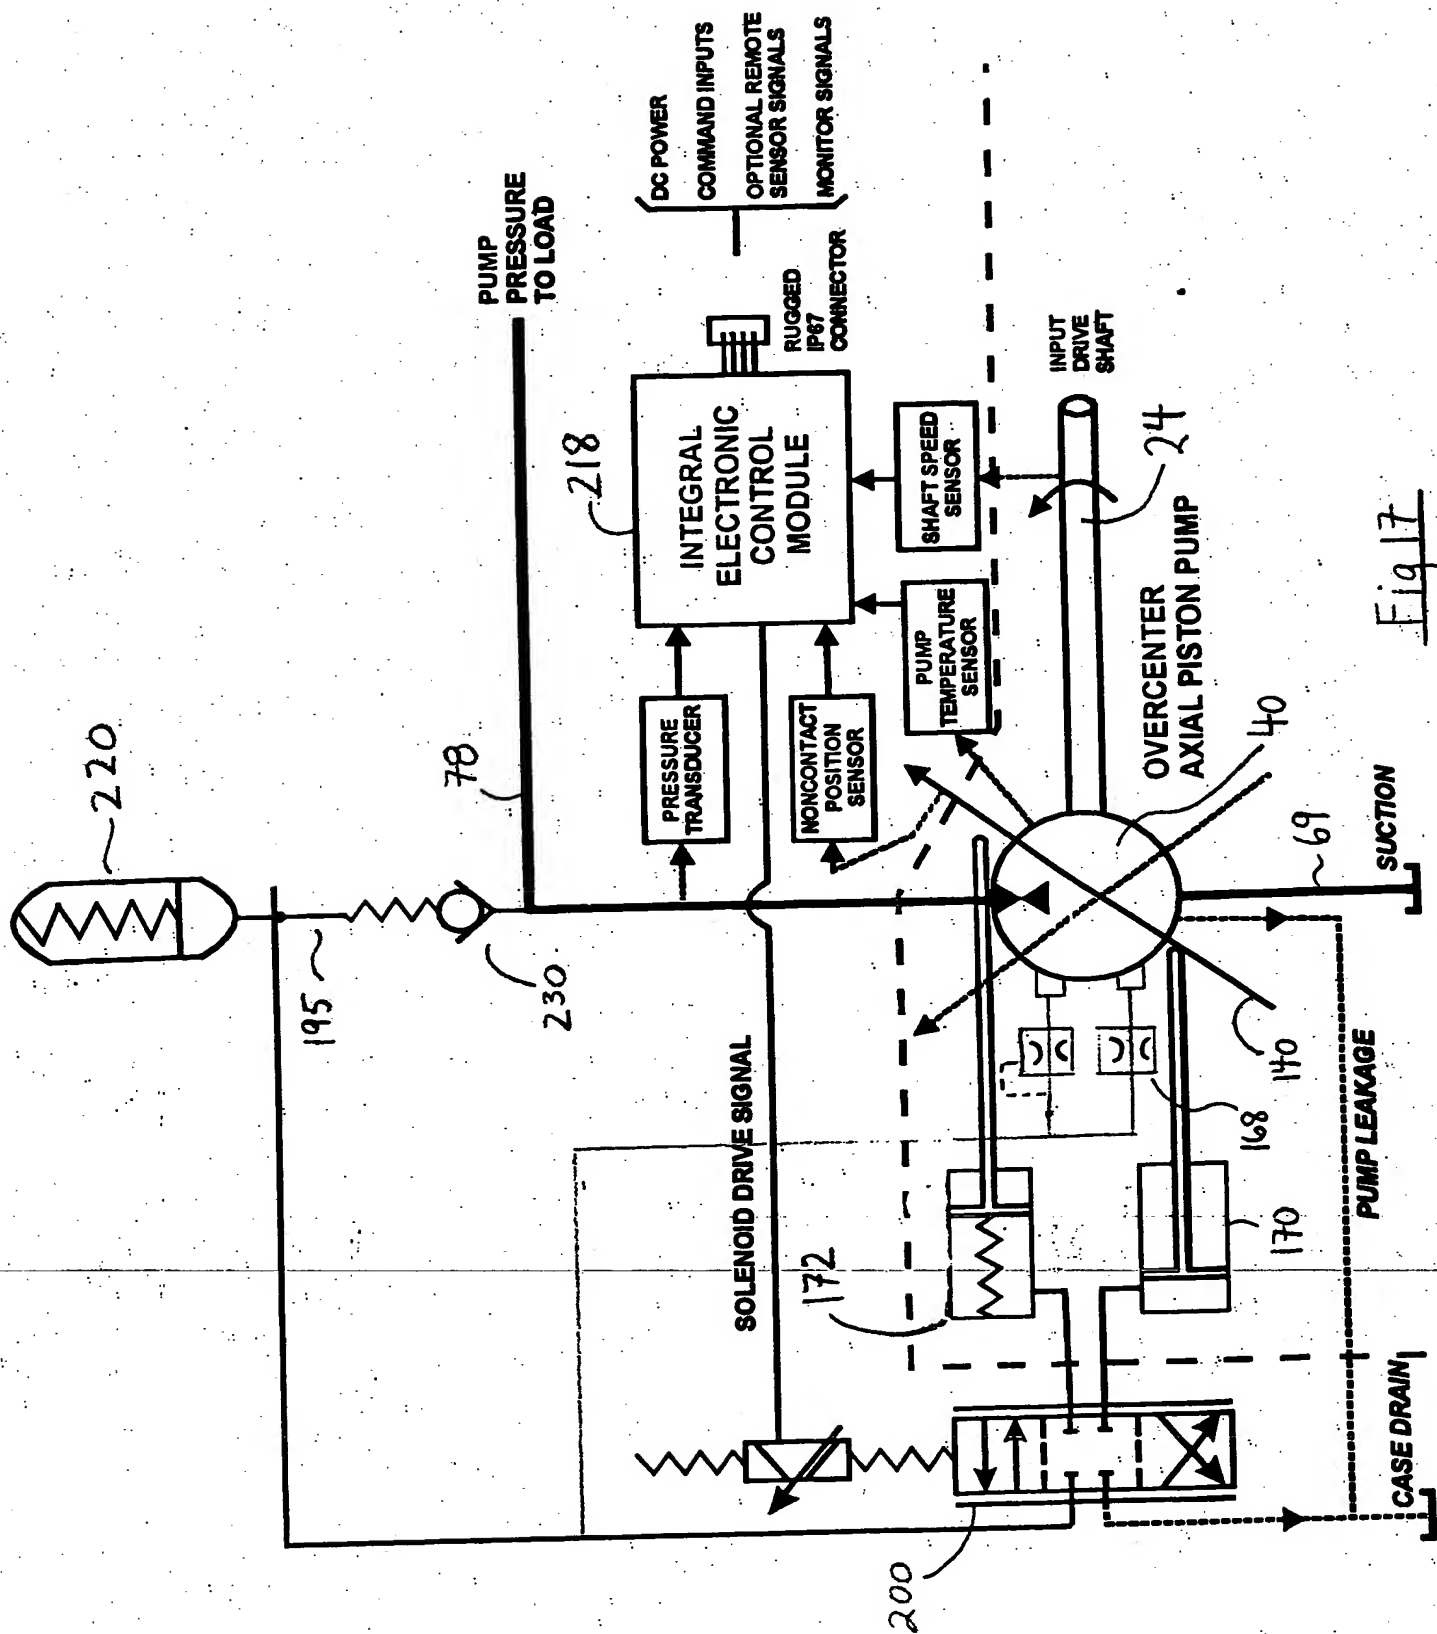 220
195
230
78
PUMP
PRESSURE
TO LOAD
218
INTEGRAL
ELECTRONIC
CONTROL
MODULE
RUGGED
IP67
CONNECTOR
DC POWER
COMMAND INPUTS
OPTIONAL REMOTE
SENSOR SIGNALS
MONITOR SIGNALS
PRESSURE
TRANSDUCER
NONCONTACT
POSITION
SENSOR
PUMP
TEMPERATURE
SENSOR
SHAFT SPEED
SENSOR
INPUT
DRIVE
SHAFT
24
OVERCENTER
AXIAL PISTON PUMP
40
69
SUCTION
SOLENOID DRIVE SIGNAL
172
168
140
170
PUMP LEAKAGE
200
CASE DRAIN
Fig 17